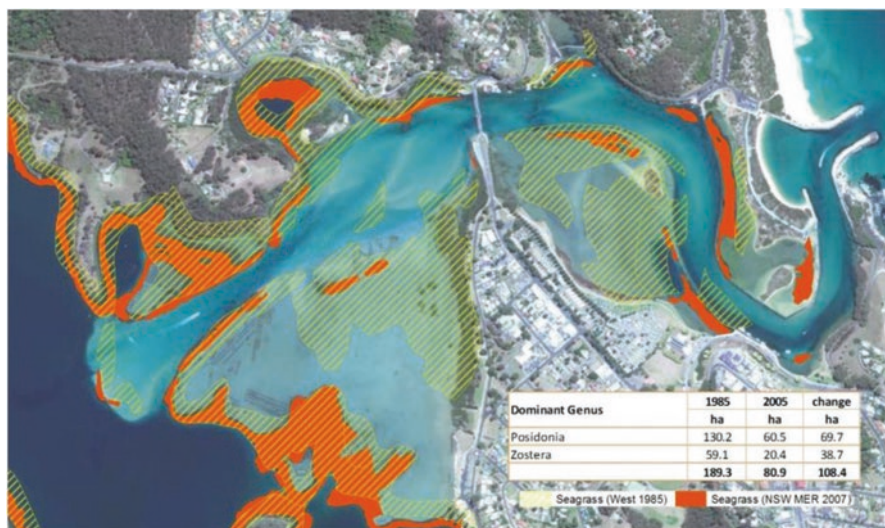 Dominant Genus 1985 2005 change
ha ha ha
Posidonia 130.2 60.5 69.7
Zostera 59.1 20.4 38.7
189.3 80.9 108.4
Seagrass (West 1985) Seagrass (NSW MER 2007)